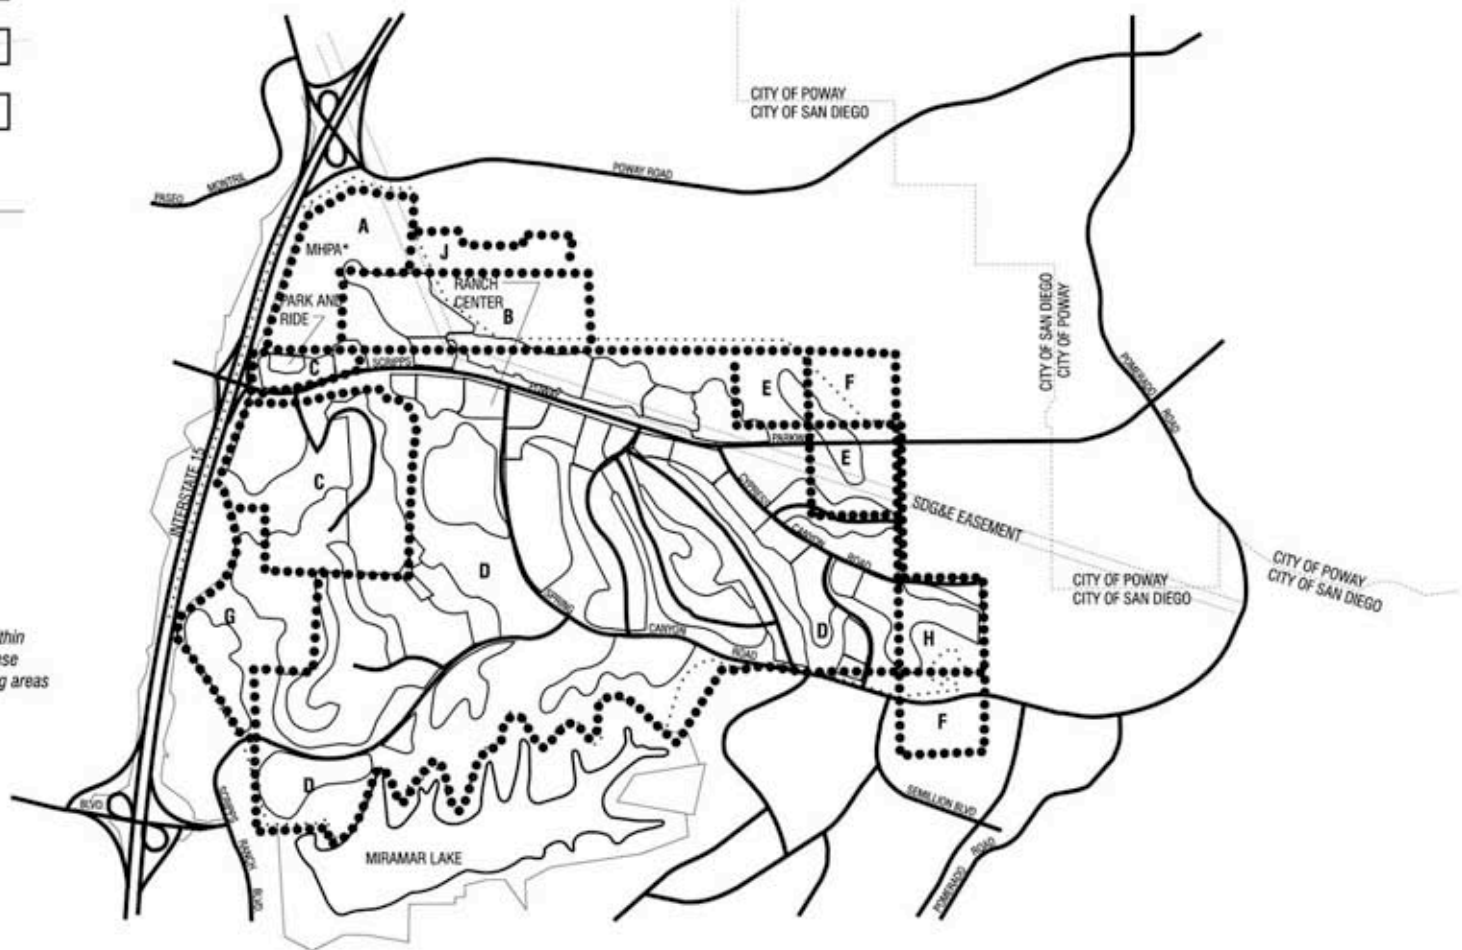 CITY OF POWAY
CITY OF SAN DIEGO
POWAY ROAD
PASEO
MONTRIL
A
MHPA*
J
RANCH
CENTER
B
PARK AND
RIDE
C
SCRIPPS
E
F
CITY OF SAN DIEGO
CITY OF POWAY
POMERADO
ROAD
E
INTERSTATE 15
C
CYPRESS
CANYON
ROAD
SDG&E EASEMENT
D
CITY OF POWAY
CITY OF SAN DIEGO
CITY OF POWAY
CITY OF SAN DIEGO
SPRING
CANYON
ROAD
G
D
H
thin
g areas
F
D
BLVD
SCRIPPS
RANCH
BLVD.
SEMILLION BLVD
MIRAMAR LAKE
POMERADO
ROAD